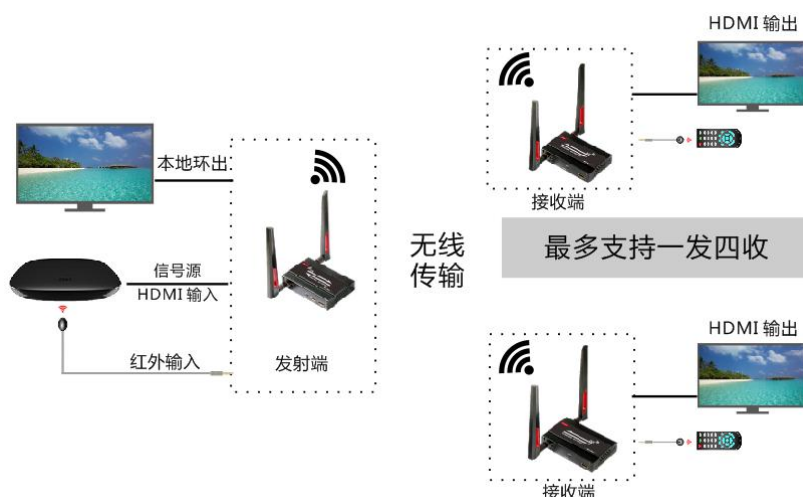 本地环出
信号源
HDMI 输入
红外输入
发射端
无线
传输
HDMI 输出
接收端
最多支持一发四收
HDMI 输出
接收端